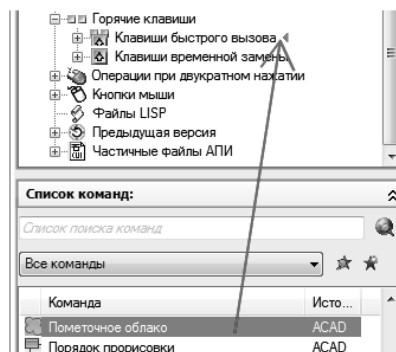 Горячие клавиши
Клавиши быстрого вызова
Клавиши временной замены
Операции при двукратном нажатии
Кнопки мыши
Файлы LISP
Предыдущая версия
CUI Частичные файлы АПИ
Список команд:
Список поиска команд
Все команды
Команда Исто...
Пометочное облако ACAD
Порядок прорисовки ACAD